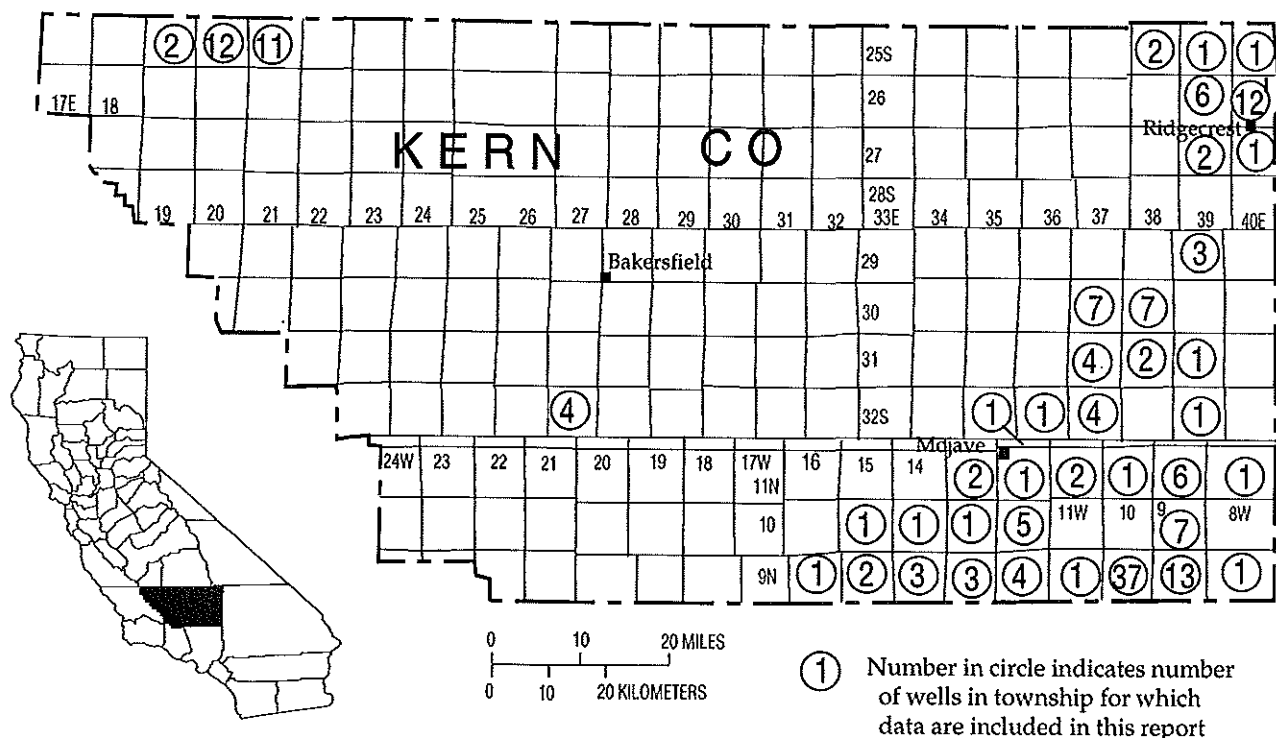 2 12 11 25S 2 1 1
17E 18 26 6 12
Ridgecrest
KERN CO 27 2 1
28S
19 20 21 22 23 24 25 26 27 28 29 30 31 32 33E 34 35 36 37 38 39 40E
29 3
Bakersfield
30 7 7
31 4 2 1
4 32S 1 1 4 1
Mojave
24W 23 22 21 20 19 18 17W 16 15 14
11N 2 1 2 1 6 1
10 1 1 1 5 11W 10 9 7 8W
9N 1 2 3 3 4 1 37 13 1
0 10 20 MILES
0 10 20 KILOMETERS
1 Number in circle indicates number
of wells in township for which
data are included in this report